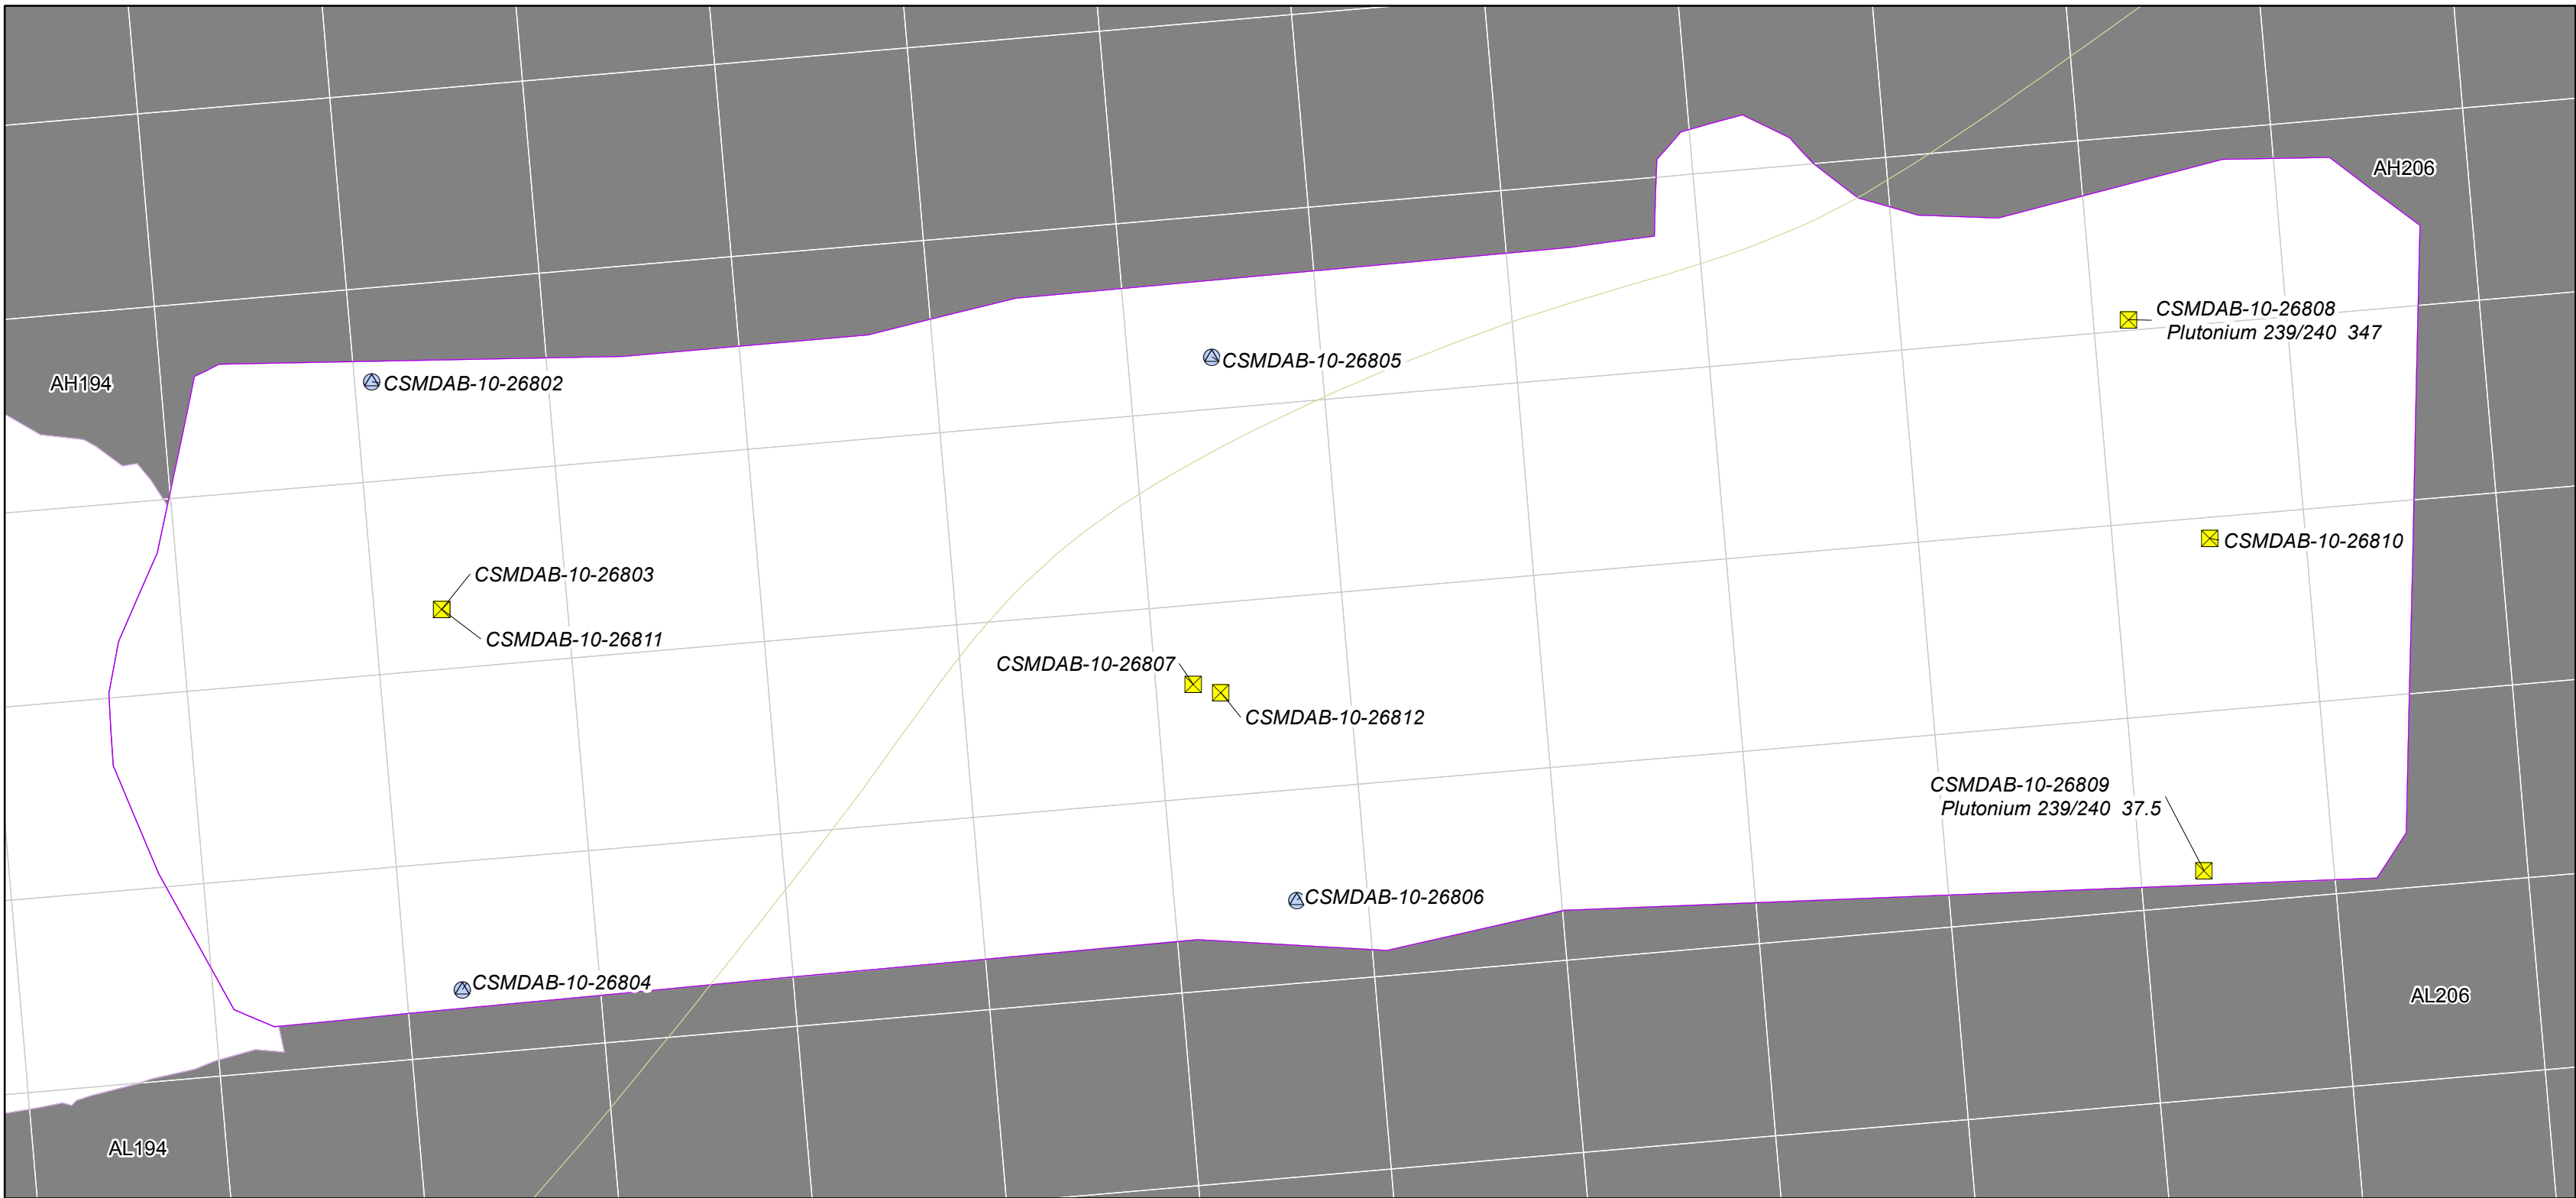 AH206
CSMDAB-10-26808
Plutonium 239/240 347
CSMDAB-10-26805
AH194
CSMDAB-10-26802
CSMDAB-10-26810
CSMDAB-10-26803
CSMDAB-10-26811
CSMDAB-10-26807
CSMDAB-10-26812
CSMDAB-10-26809
Plutonium 239/240 37.5
CSMDAB-10-26806
CSMDAB-10-26804
AL206
AL194